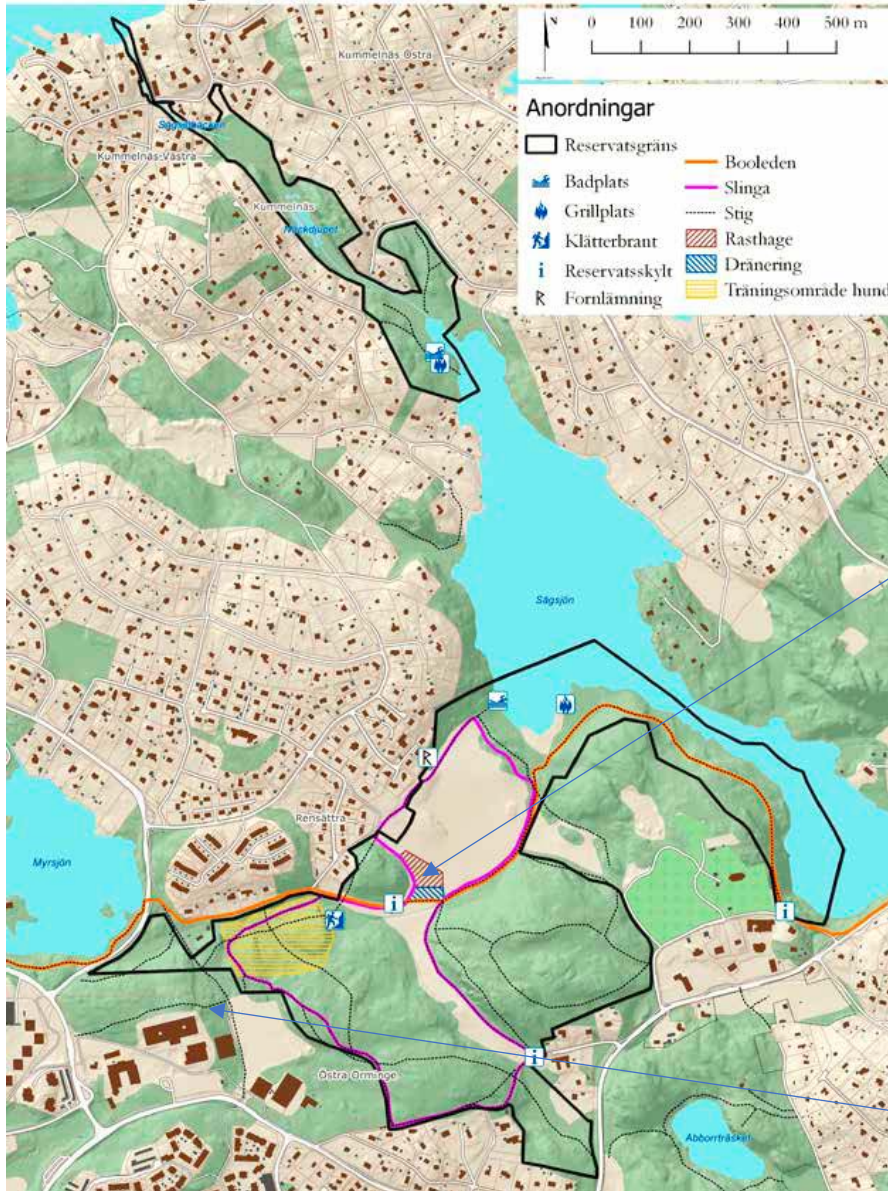 0 100 200 300 400 500 m
Anordningar
Reservatsgräns
Badplats
Grillplats
Klätterbrant
Reservatsskylt
Fornlämning
Booleden
Slinga
Stig
Rasthage
Dränering
Träningsområde hund
Kummelnäs Östra
Kummelnäs Västra
Kummelnäs
Sågsjön
Rensättra
Myrsjön
Östra Orminge
Abborrträsket